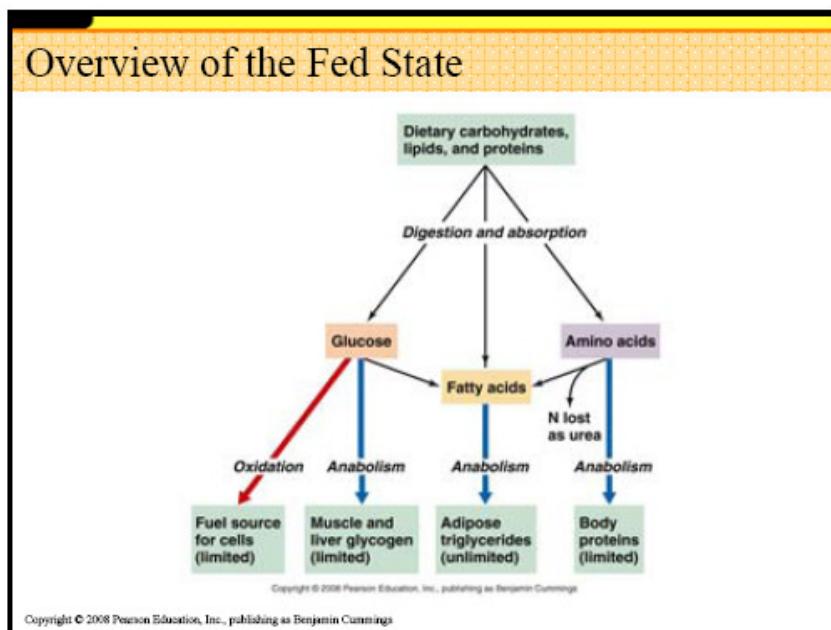 Overview of the Fed State
Dietary carbohydrates,
lipids, and proteins
Digestion and absorption
Glucose
Amino acids
Fatty acids
N lost
as urea
Oxidation
Anabolism
Anabolism
Anabolism
Fuel source
for cells
(limited)
Muscle and
liver glycogen
(limited)
Adipose
triglycerides
(unlimited)
Body
proteins
(limited)
Copyright © 2008 Pearson Education, Inc., publishing as Benjamin Cummings
Copyright © 2008 Pearson Education, Inc., publishing as Benjamin Cummings